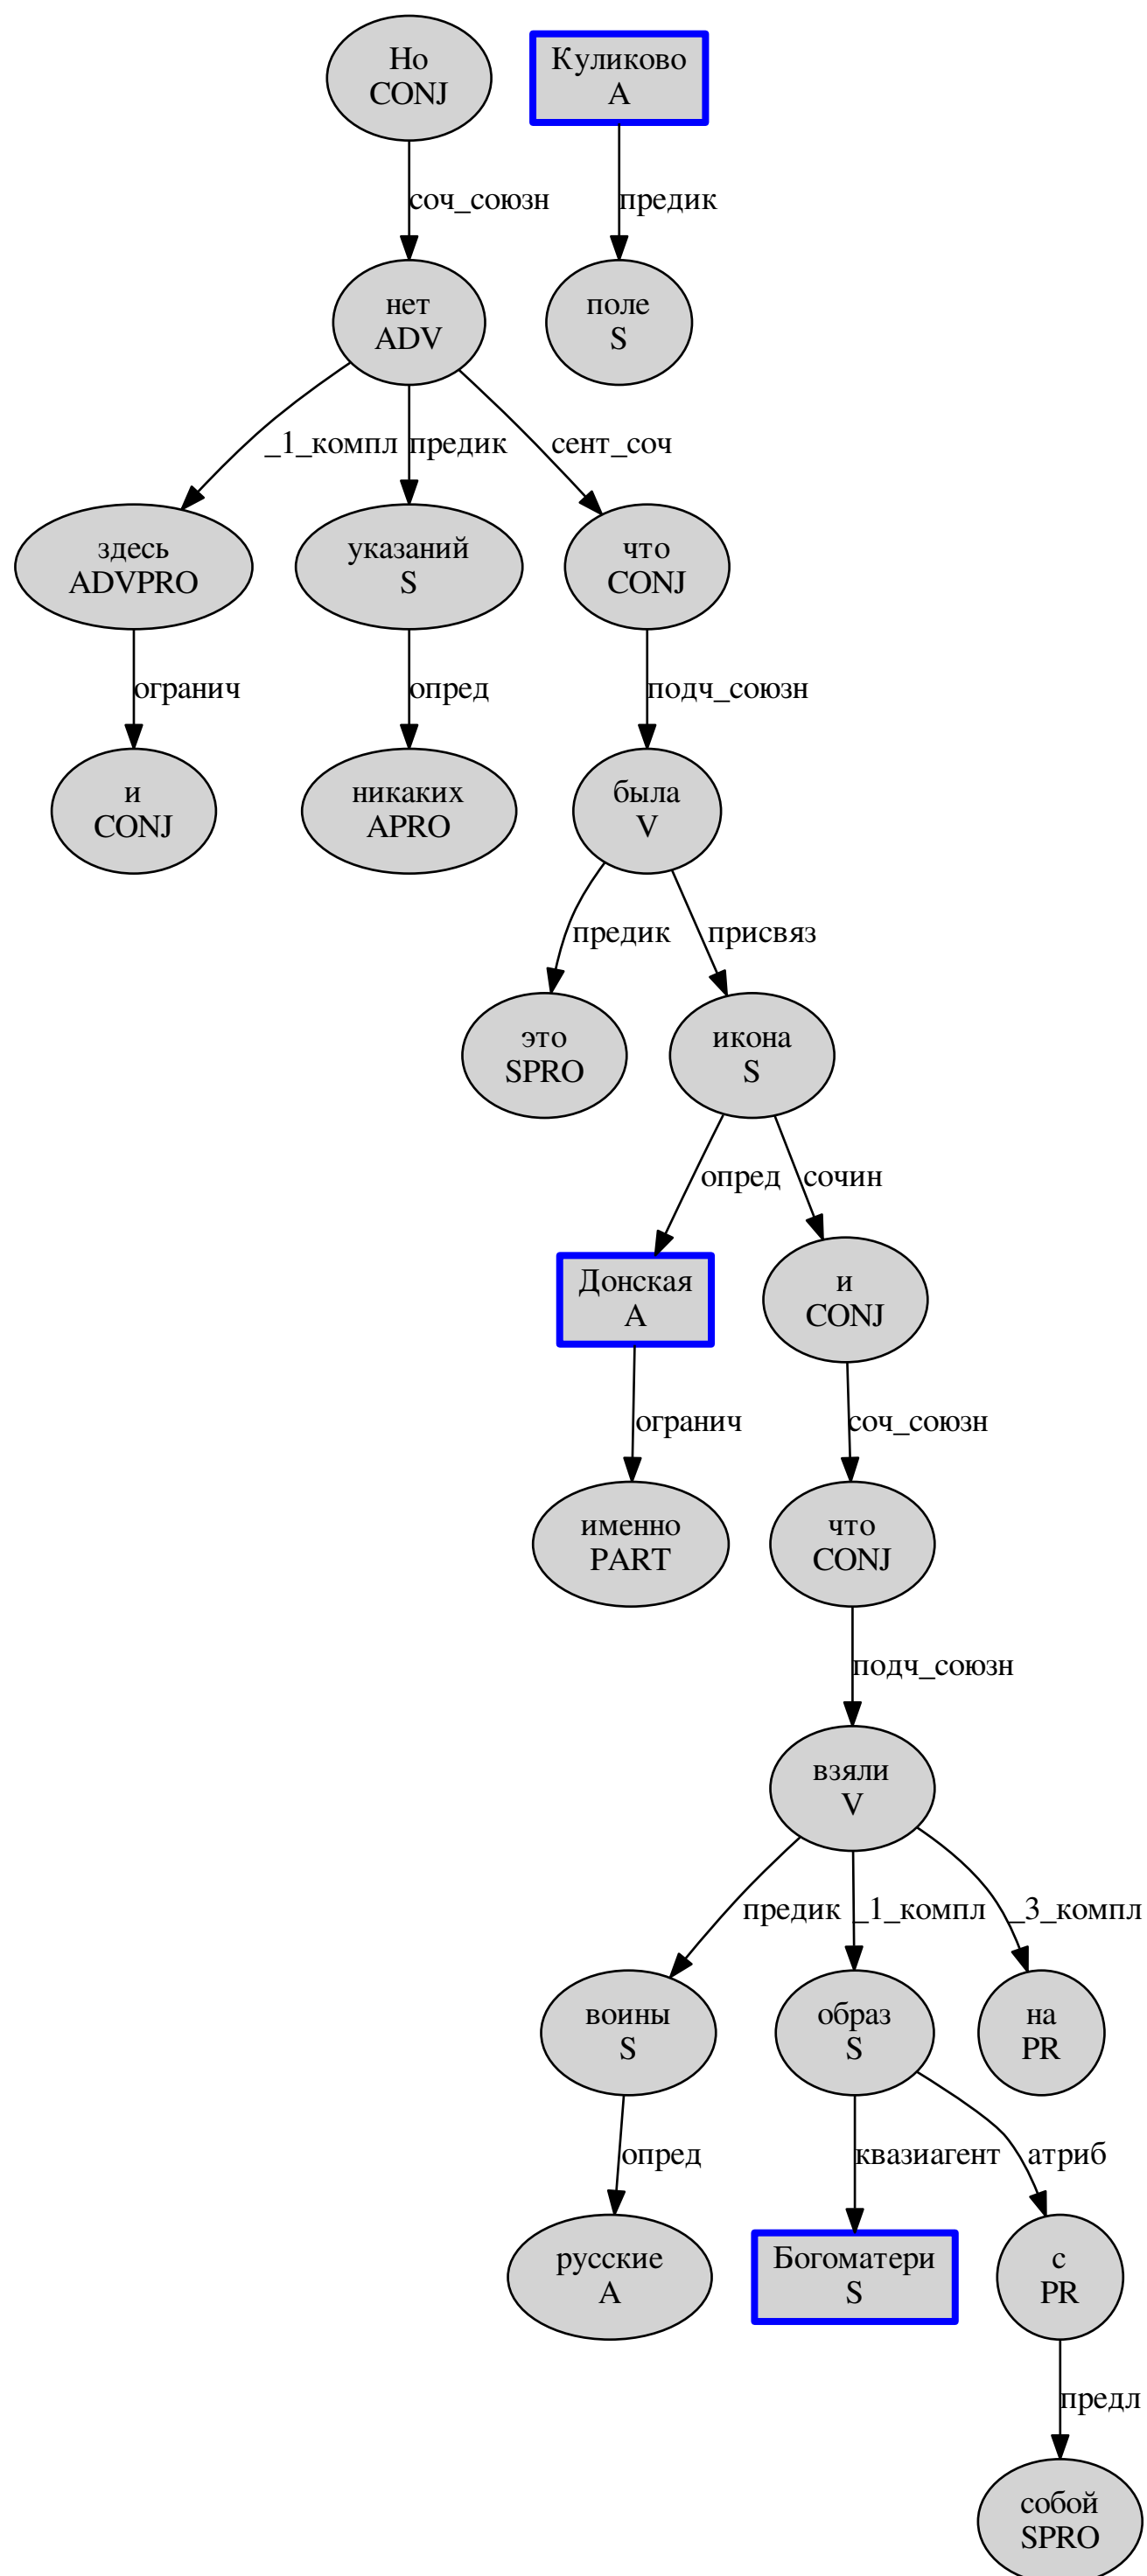 Но
CONJ
Куликово
A
соч_союзн
предик
нет
ADV
поле
S
_1_компл
предик
сент_соч
здесь
ADVPRO
указаний
S
что
CONJ
огранич
опред
подч_союзн
и
CONJ
никаких
APRO
была
V
предик
присвяз
это
SPRO
икона
S
опред
сочин
Донская
A
и
CONJ
огранич
соч_союзн
именно
PART
что
CONJ
подч_союзн
взяли
V
предик
_1_компл
_3_компл
воины
S
образ
S
на
PR
опред
квазиагент
атриб
русские
A
Богоматери
S
с
PR
предл
собой
SPRO